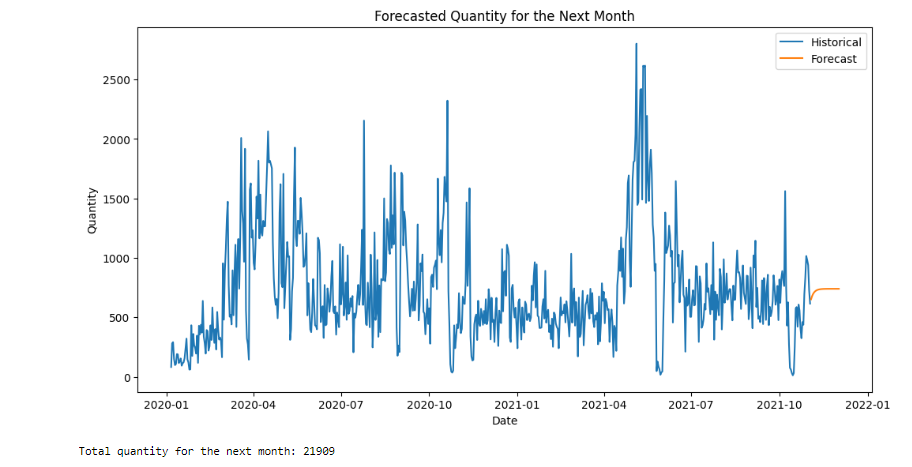 Forecasted Quantity for the Next Month
Historical
Forecast
2500
2000
1500
1000
500
0
Quantity
2020-01 2020-04 2020-07 2020-10 2021-01 2021-04 2021-07 2021-10 2022-01
Date
Total quantity for the next month: 21909